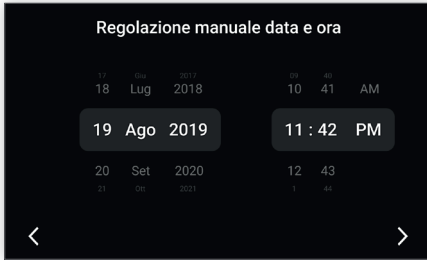 Regolazione manuale data e ora
17 Giu 2017 09 40
18 Lug 2018 10 41 AM
19 Ago 2019 11 : 42 PM
20 Set 2020 12 43
21 Ott 2021 1 44